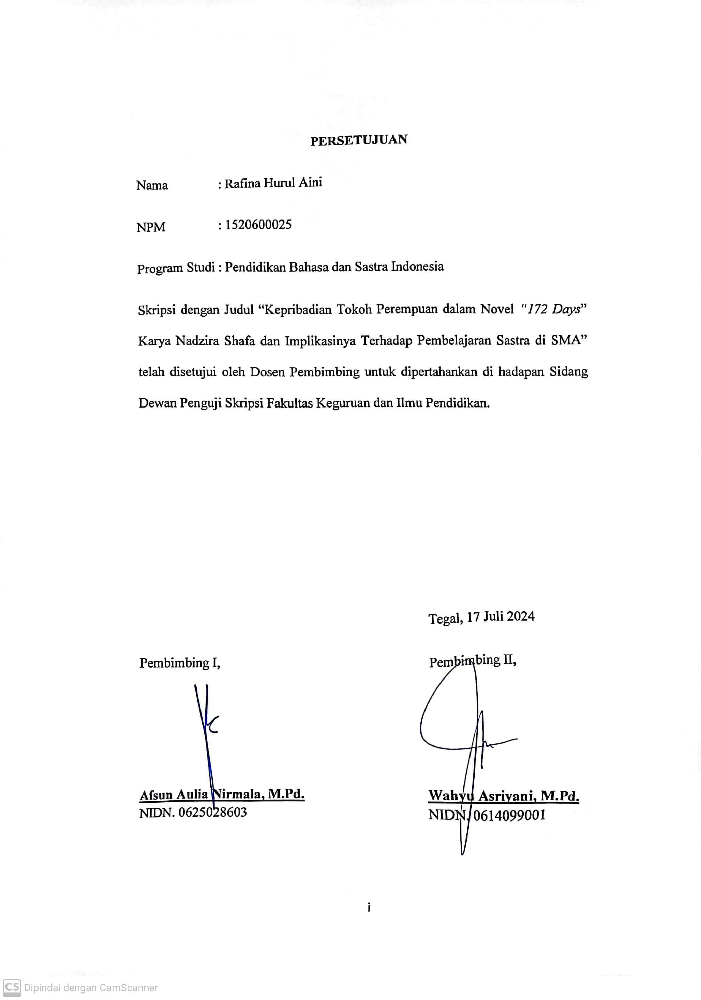 PERSETUJUAN
Nama : Rafina Hurul Aini
NPM : 1520600025
Program Studi : Pendidikan Bahasa dan Sastra Indonesia
Skripsi dengan Judul “Kepribadian Tokoh Perempuan dalam Novel “172 Days”
Karya Nadzira Shafa dan Implikasinya Terhadap Pembelajaran Sastra di SMA”
telah disetujui oleh Dosen Pembimbing untuk dipertahankan di hadapan Sidang
Dewan Penguji Skripsi Fakultas Keguruan dan Ilmu Pendidikan.
Tegal, 17 Juli 2024
Pembimbing I, Pembimbing II,
Afsun Aulia Nirmala, M.Pd. Wahyu Asriyani, M.Pd.
NIDN. 0625028603 NIDN. 0614099001
i
CS Dipindai dengan CamScanner